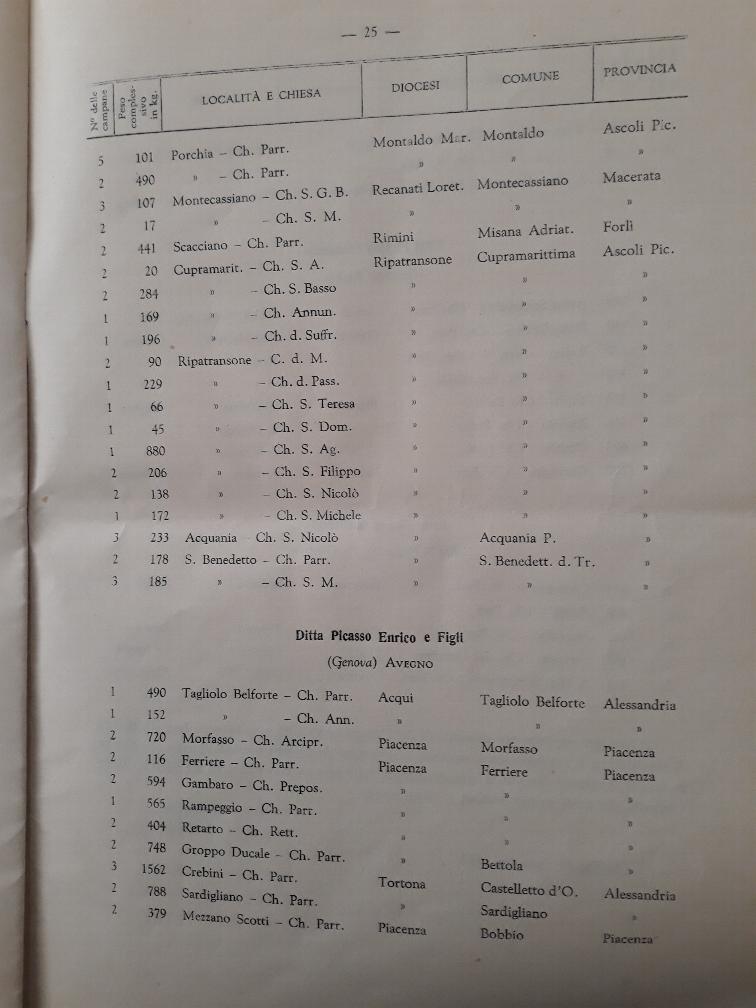 — 25 —
N° delle campane | Peso complessivo in kg. | LOCALITÀ E CHIESA | DIOCESI | COMUNE | PROVINCIA
5 101 Porchia – Ch. Parr. Montaldo Mar. Montaldo Ascoli Pic.
2 490 » – Ch. Parr. » » »
3 107 Montecassiano – Ch. S. G. B. Recanati Loret. Montecassiano Macerata
2 17 » – Ch. S. M. » » »
2 441 Scacciano – Ch. Parr. Rimini Misana Adriat. Forlì
2 20 Cupramarit. – Ch. S. A. Ripatransone Cupramarittima Ascoli Pic.
2 284 » – Ch. S. Basso » » »
1 169 » – Ch. Annun. » » »
1 196 » – Ch. d. Suffr. » » »
2 90 Ripatransone – C. d. M. » » »
1 229 » – Ch. d. Pass. » » »
1 66 » – Ch. S. Teresa » » »
1 45 » – Ch. S. Dom. » » »
1 880 » – Ch. S. Ag. » » »
2 206 » – Ch. S. Filippo » » »
2 138 » – Ch. S. Nicolò » » »
1 172 » – Ch. S. Michele » » »
3 233 Acquania – Ch. S. Nicolò » Acquania P. »
2 178 S. Benedetto – Ch. Parr. » S. Benedett. d. Tr. »
3 185 » – Ch. S. M. » » »
Ditta Picasso Enrico e Figli
(Genova) AVEGNO
1 490 Tagliolo Belforte – Ch. Parr. Acqui Tagliolo Belforte Alessandria
1 152 » – Ch. Ann. » » »
2 720 Morfasso – Ch. Arcipr. Piacenza Morfasso Piacenza
2 116 Ferriere – Ch. Parr. Piacenza Ferriere Piacenza
2 594 Gambaro – Ch. Prepos. » » »
1 565 Rampeggio – Ch. Parr. » » »
2 404 Retarto – Ch. Rett. » » »
2 748 Groppo Ducale – Ch. Parr. » Bettola »
3 1562 Crebini – Ch. Parr. Tortona Castelletto d'O. Alessandria
2 788 Sardigliano – Ch. Parr. » Sardigliano »
2 379 Mezzano Scotti – Ch. Parr. Piacenza Bobbio Piacenza